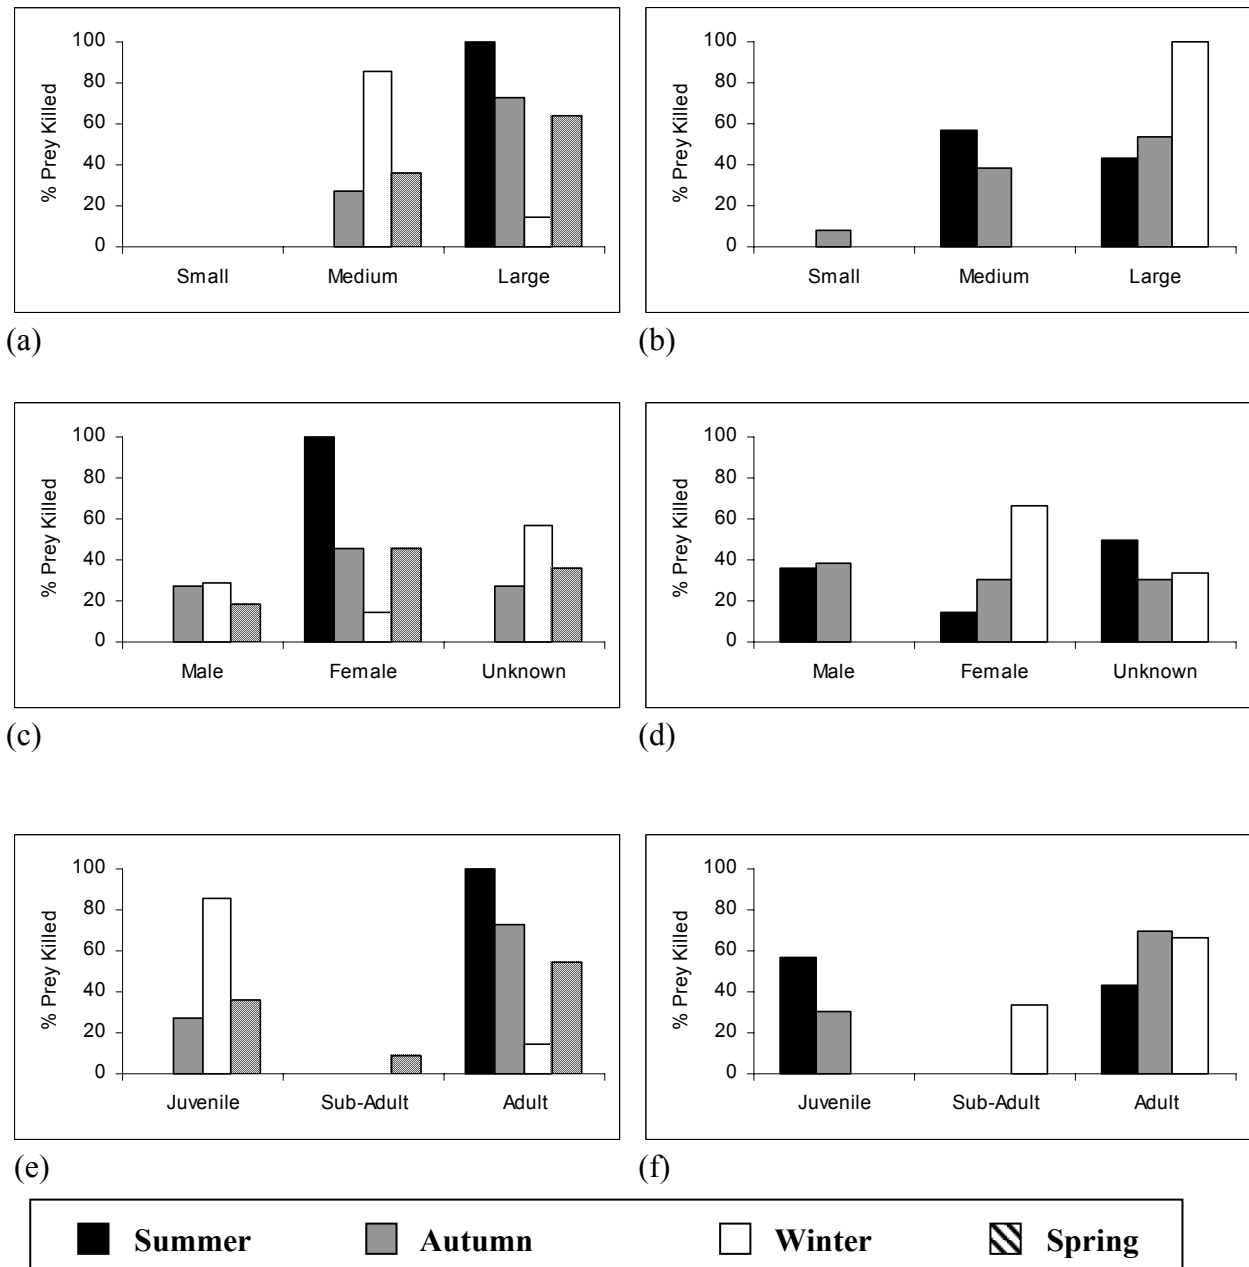 100
80
60
40
20
0
% Prey Killed
Small Medium Large
(a)
100
80
60
40
20
0
% Prey Killed
Small Medium Large
(b)
100
80
60
40
20
0
% Prey Killed
Male Female Unknown
(c)
100
80
60
40
20
0
% Prey Killed
Male Female Unknown
(d)
100
80
60
40
20
0
% Prey Killed
Juvenile Sub-Adult Adult
(e)
100
80
60
40
20
0
% Prey Killed
Juvenile Sub-Adult Adult
(f)
Summer Autumn Winter Spring